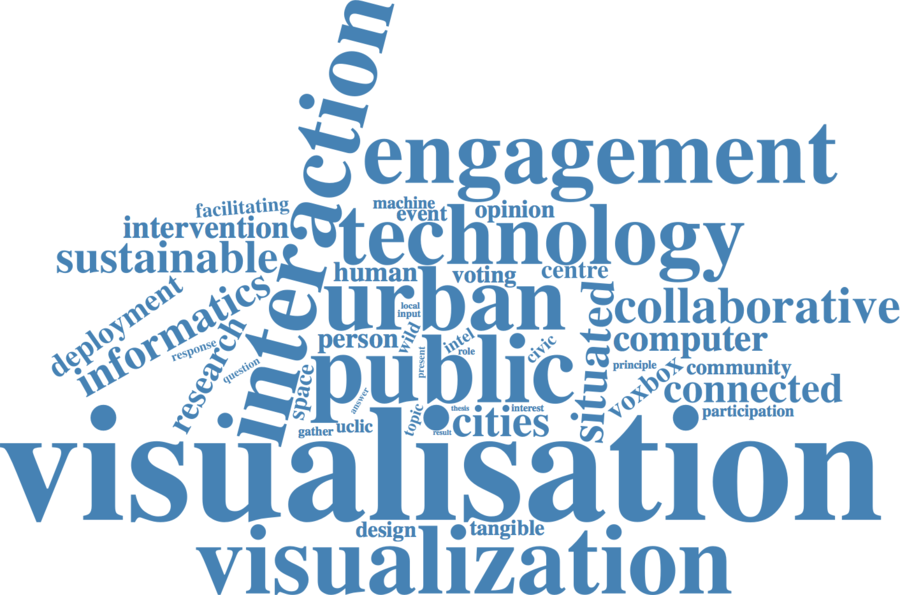 interaction
engagement
facilitating
machine
event
opinion
intervention
technology
sustainable
human
voting
centre
deployment
informatics
urban
local
input
situated
collaborative
response
research
question
person
wild
intel
role
civic
computer
public
present
space
answer
principle
voxbox
community
connected
participation
gather
uclic
topic
result
thesis
interest
cities
visualisation
design
tangible
visualization